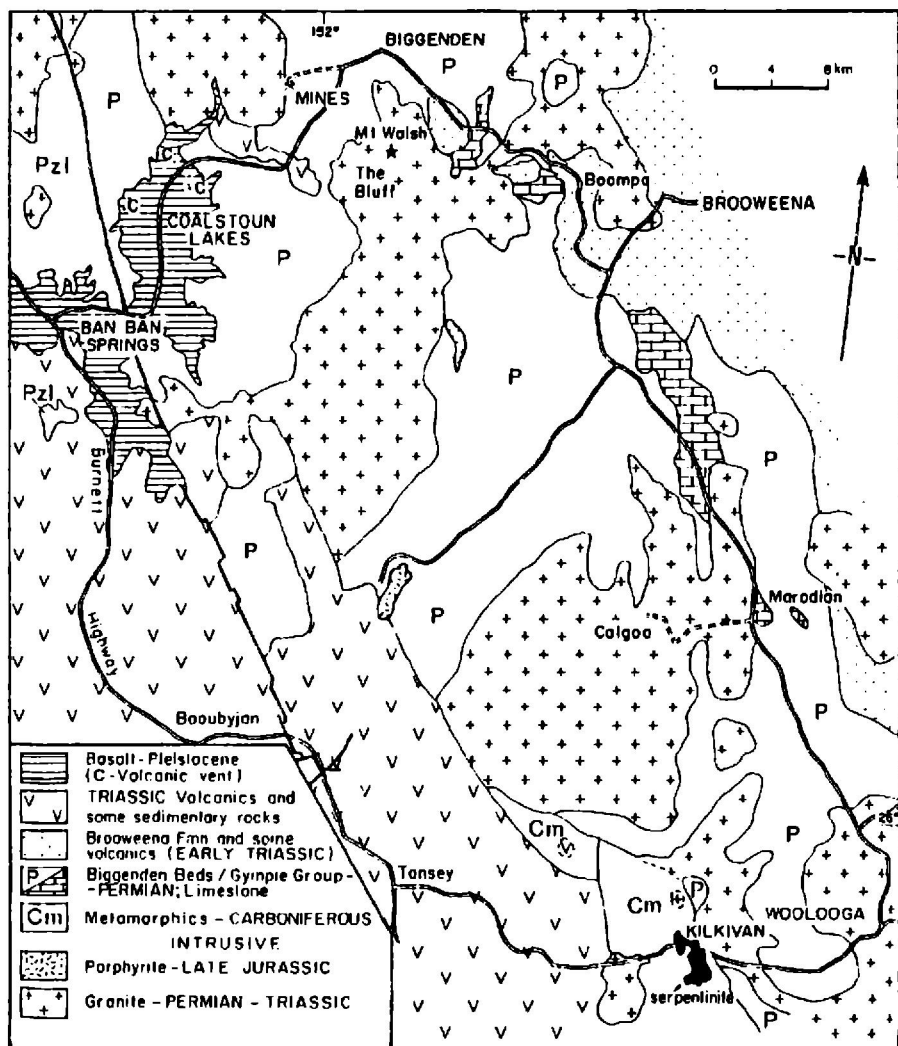 152°
BIGGENDEN
P
0 4 8 km
P
MINES
Mt Walsh
The
Bluff
Pzl
C
C
C
COALSTOUN
LAKES
P
Boompa
BROOWEENA
N
BAN BAN
SPRINGS
Pzl
P
P
Burnett
Highway
P
P
Marodian
Calgoa
Booubyjan
P
26°
Cm
P
Tansey
Cm
P
KILKIVAN
WOOLOOGA
serpentinite
P
Basalt-Pleistocene
(C-Volcanic vent)
V TRIASSIC Volcanics and
V some sedimentary rocks
Brooweena Fmn and some
volcanics (EARLY TRIASSIC)
P Biggenden Beds / Gympie Group-
-PERMIAN; Limestone
Cm Metamorphics - CARBONIFEROUS
INTRUSIVE
Porphyrite-LATE JURASSIC
Granite-PERMIAN-TRIASSIC